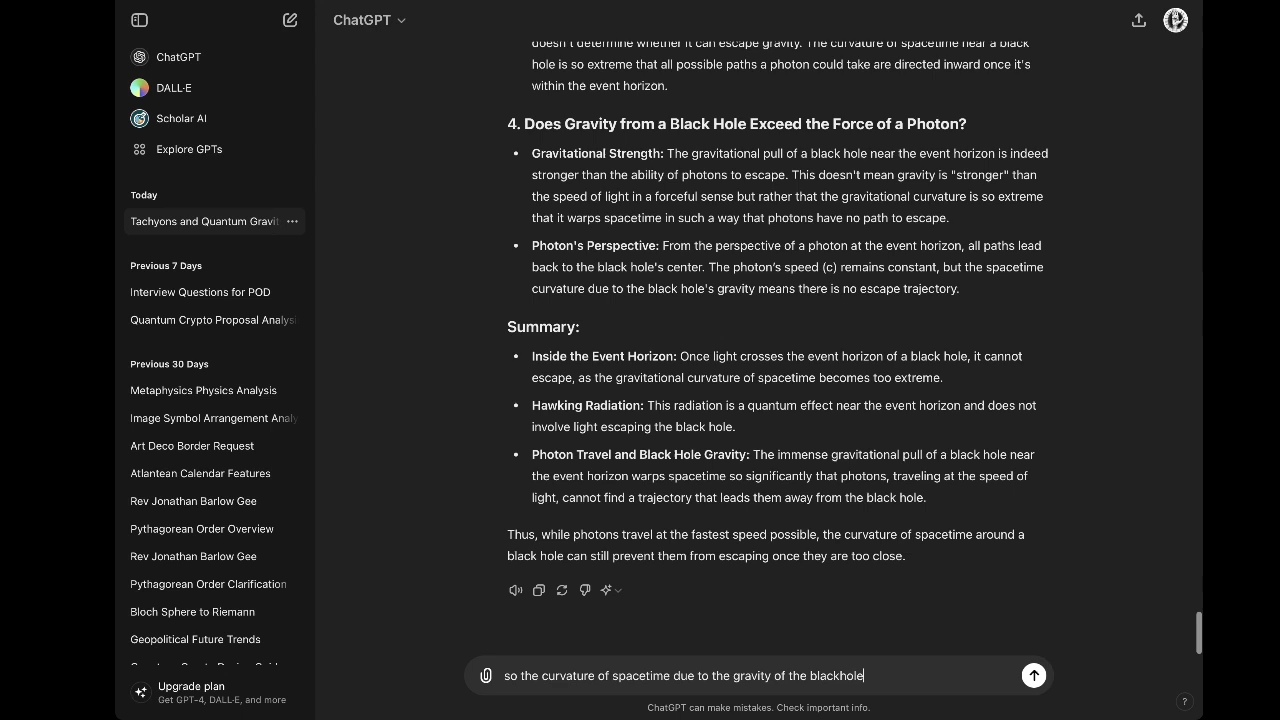 ChatGPT
ChatGPT
DALL·E
Scholar AI
Explore GPTs
Today
Tachyons and Quantum Gravit
Previous 7 Days
Interview Questions for POD
Quantum Crypto Proposal Analysi
Previous 30 Days
Metaphysics Physics Analysis
Image Symbol Arrangement Analy
Art Deco Border Request
Atlantean Calendar Features
Rev Jonathan Barlow Gee
Pythagorean Order Overview
Rev Jonathan Barlow Gee
Pythagorean Order Clarification
Bloch Sphere to Riemann
Geopolitical Future Trends
Upgrade plan
Get GPT-4, DALL·E, and more
doesn't determine whether it can escape gravity. The curvature of spacetime near a black
hole is so extreme that all possible paths a photon could take are directed inward once it's
within the event horizon.
4. Does Gravity from a Black Hole Exceed the Force of a Photon?
• Gravitational Strength: The gravitational pull of a black hole near the event horizon is indeed
stronger than the ability of photons to escape. This doesn't mean gravity is "stronger" than
the speed of light in a forceful sense but rather that the gravitational curvature is so extreme
that it warps spacetime in such a way that photons have no path to escape.
• Photon's Perspective: From the perspective of a photon at the event horizon, all paths lead
back to the black hole's center. The photon's speed (c) remains constant, but the spacetime
curvature due to the black hole's gravity means there is no escape trajectory.
Summary:
• Inside the Event Horizon: Once light crosses the event horizon of a black hole, it cannot
escape, as the gravitational curvature of spacetime becomes too extreme.
• Hawking Radiation: This radiation is a quantum effect near the event horizon and does not
involve light escaping the black hole.
• Photon Travel and Black Hole Gravity: The immense gravitational pull of a black hole near
the event horizon warps spacetime so significantly that photons, traveling at the speed of
light, cannot find a trajectory that leads them away from the black hole.
Thus, while photons travel at the fastest speed possible, the curvature of spacetime around a
black hole can still prevent them from escaping once they are too close.
so the curvature of spacetime due to the gravity of the blackhole
ChatGPT can make mistakes. Check important info.
?